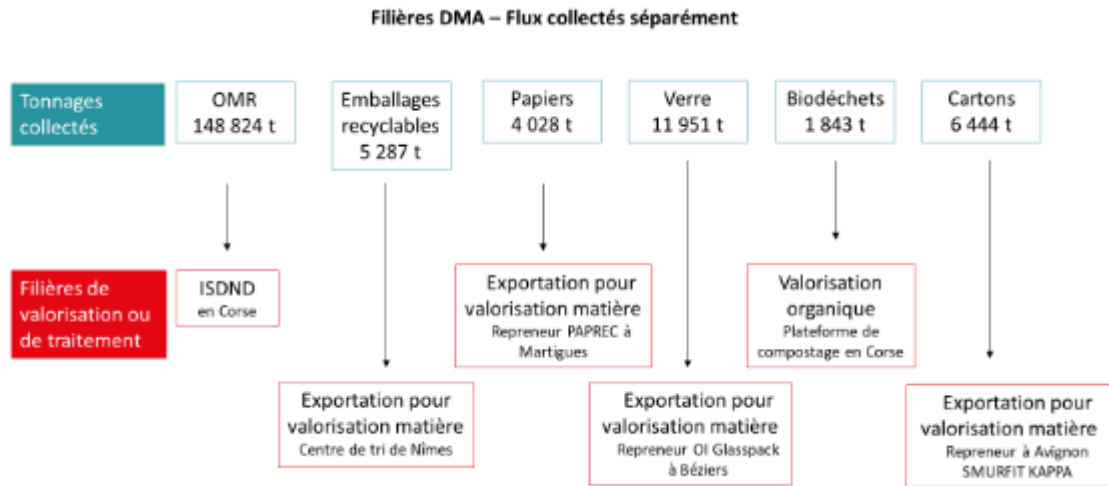 Filières DMA – Flux collectés séparément
Tonnages
collectés
OMR
148 824 t
Emballages
recyclables
5 287 t
Papiers
4 028 t
Verre
11 951 t
Biodéchets
1 843 t
Cartons
6 444 t
Filières de
valorisation ou
de traitement
ISDND
en Corse
Exportation pour
valorisation matière
Centre de tri de Nîmes
Exportation pour
valorisation matière
Repreneur PAPREC à
Martigues
Exportation pour
valorisation matière
Repreneur OI Glasspack
à Béziers
Valorisation
organique
Plateforme de
compostage en Corse
Exportation pour
valorisation matière
Repreneur à Avignon
SMURFIT KAPPA